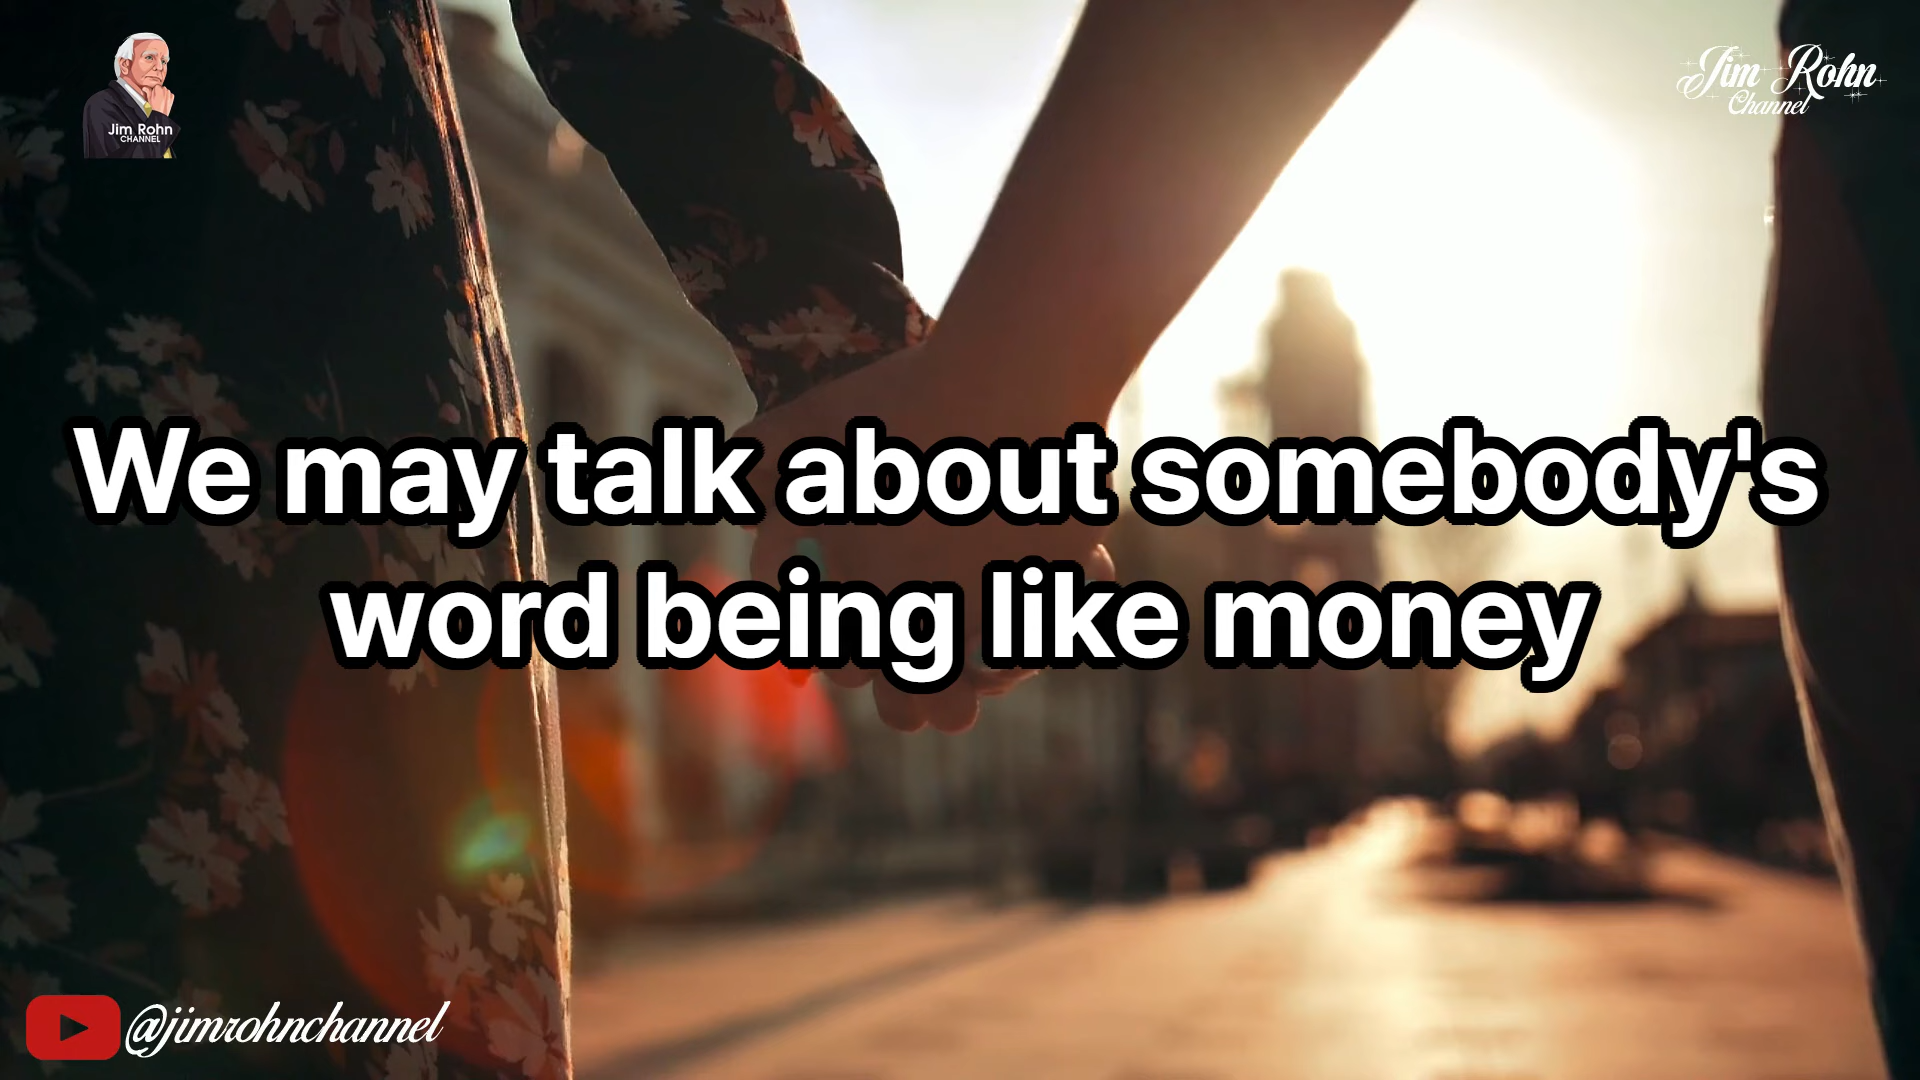 Jim Rohn
CHANNEL
Jim Rohn
Channel
We may talk about somebody's
word being like money
@jimrohnchannel